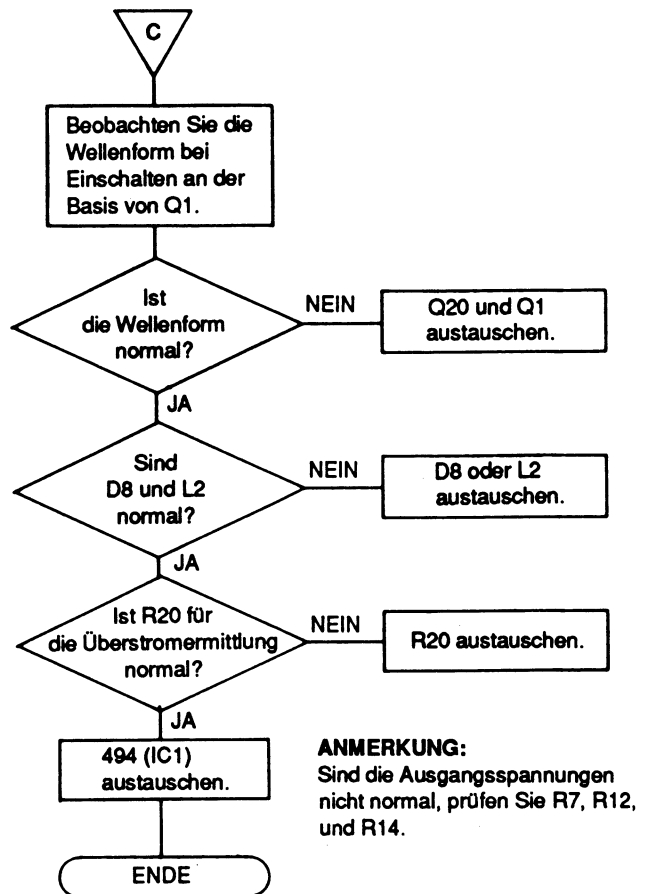 C
Beobachten Sie die
Wellenform bei
Einschalten an der
Basis von Q1.
Ist
die Wellenform
normal?
NEIN
Q20 und Q1
austauschen.
JA
Sind
D8 und L2
normal?
NEIN
D8 oder L2
austauschen.
JA
Ist R20 für
die Überstromermittlung
normal?
NEIN
R20 austauschen.
JA
494 (IC1)
austauschen.
ANMERKUNG:
Sind die Ausgangsspannungen
nicht normal, prüfen Sie R7, R12,
und R14.
ENDE